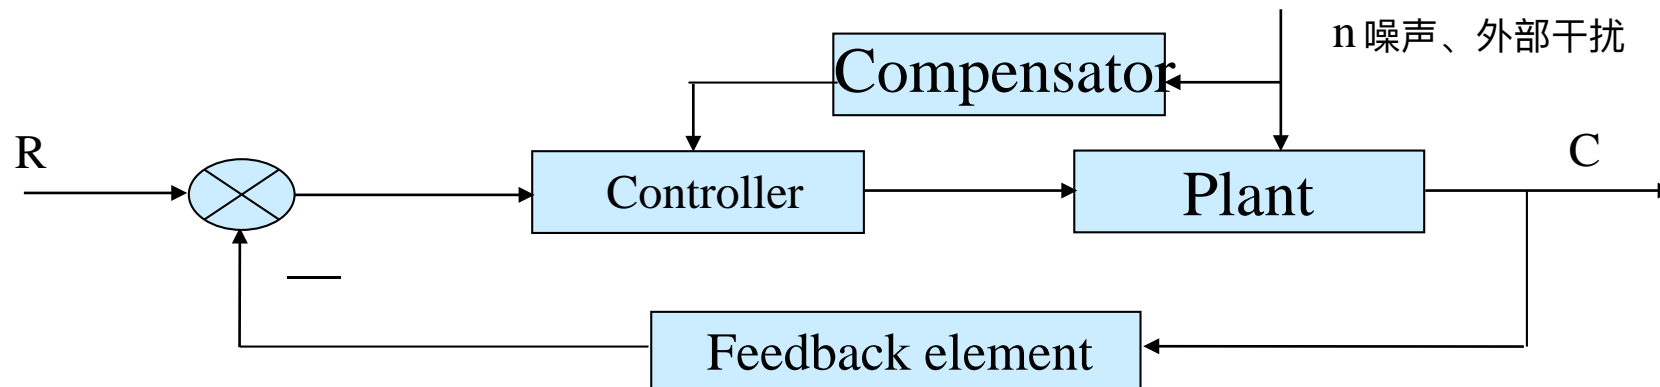 n 噪声、外部干扰
Compensator
R
C
Controller
Plant
—
Feedback element